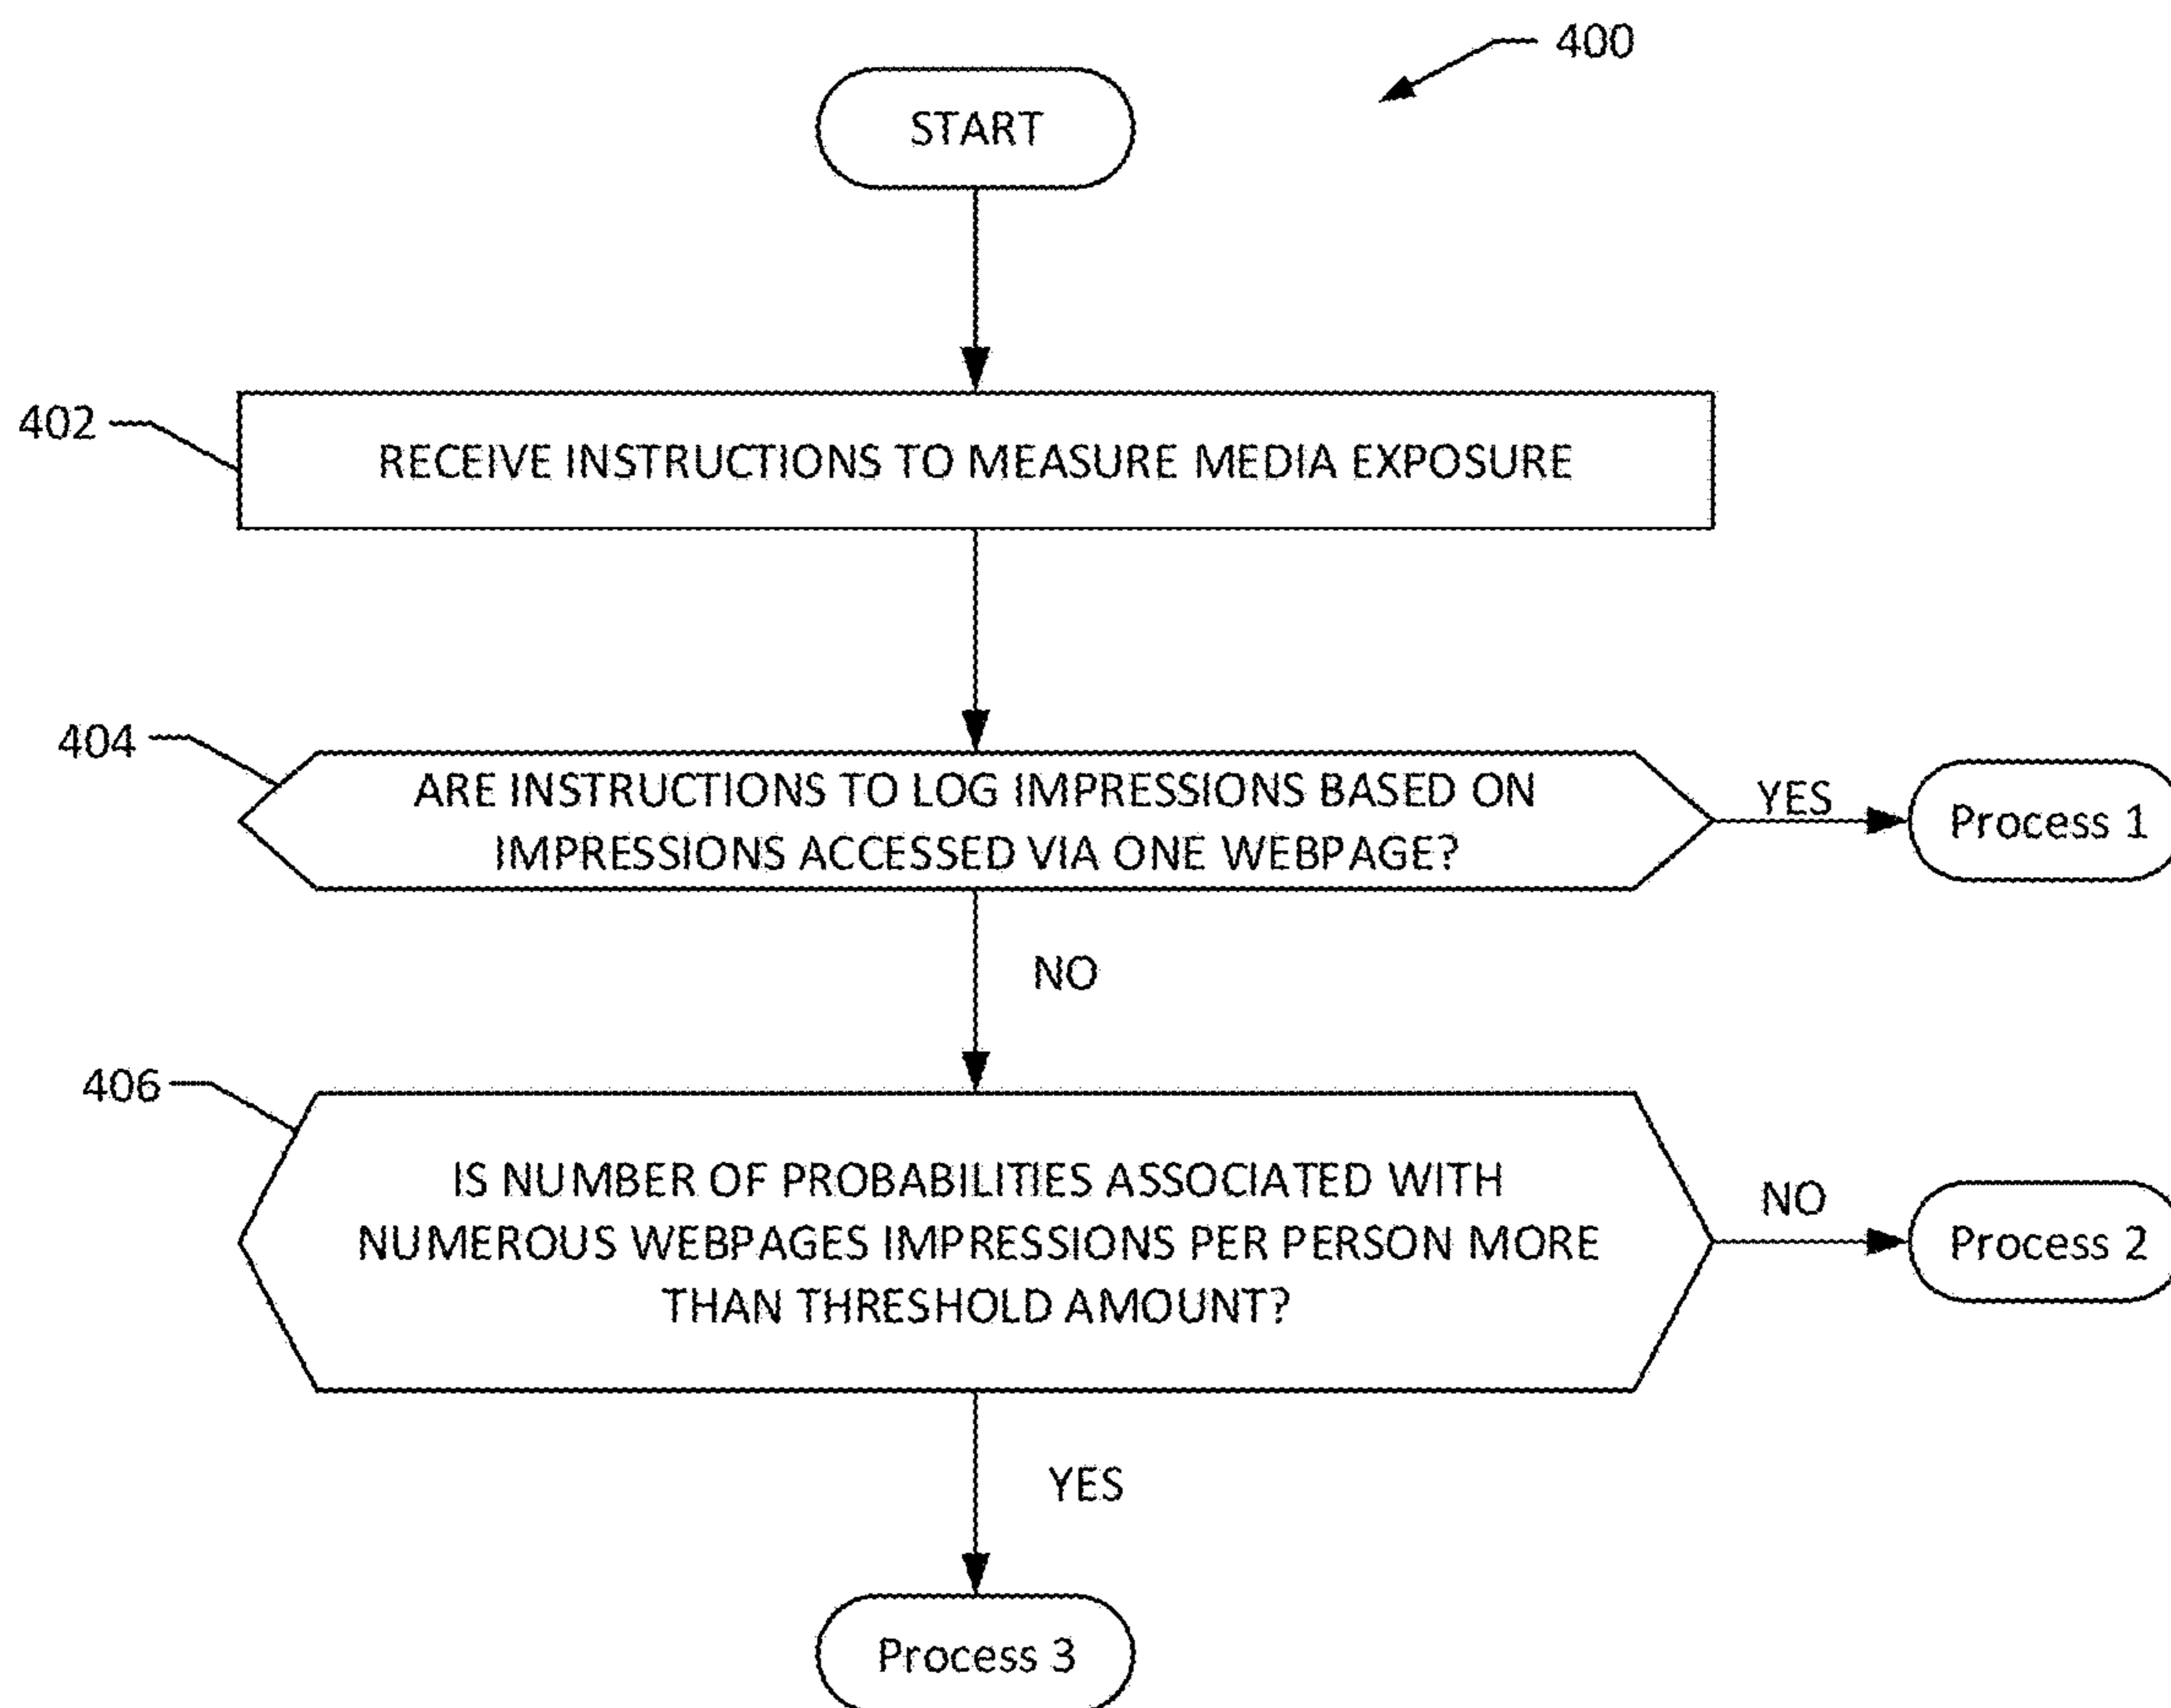 400
START
402
RECEIVE INSTRUCTIONS TO MEASURE MEDIA EXPOSURE
404
ARE INSTRUCTIONS TO LOG IMPRESSIONS BASED ON
IMPRESSIONS ACCESSED VIA ONE WEBPAGE?
YES
Process 1
NO
406
IS NUMBER OF PROBABILITIES ASSOCIATED WITH
NUMEROUS WEBPAGES IMPRESSIONS PER PERSON MORE
THAN THRESHOLD AMOUNT?
NO
Process 2
YES
Process 3